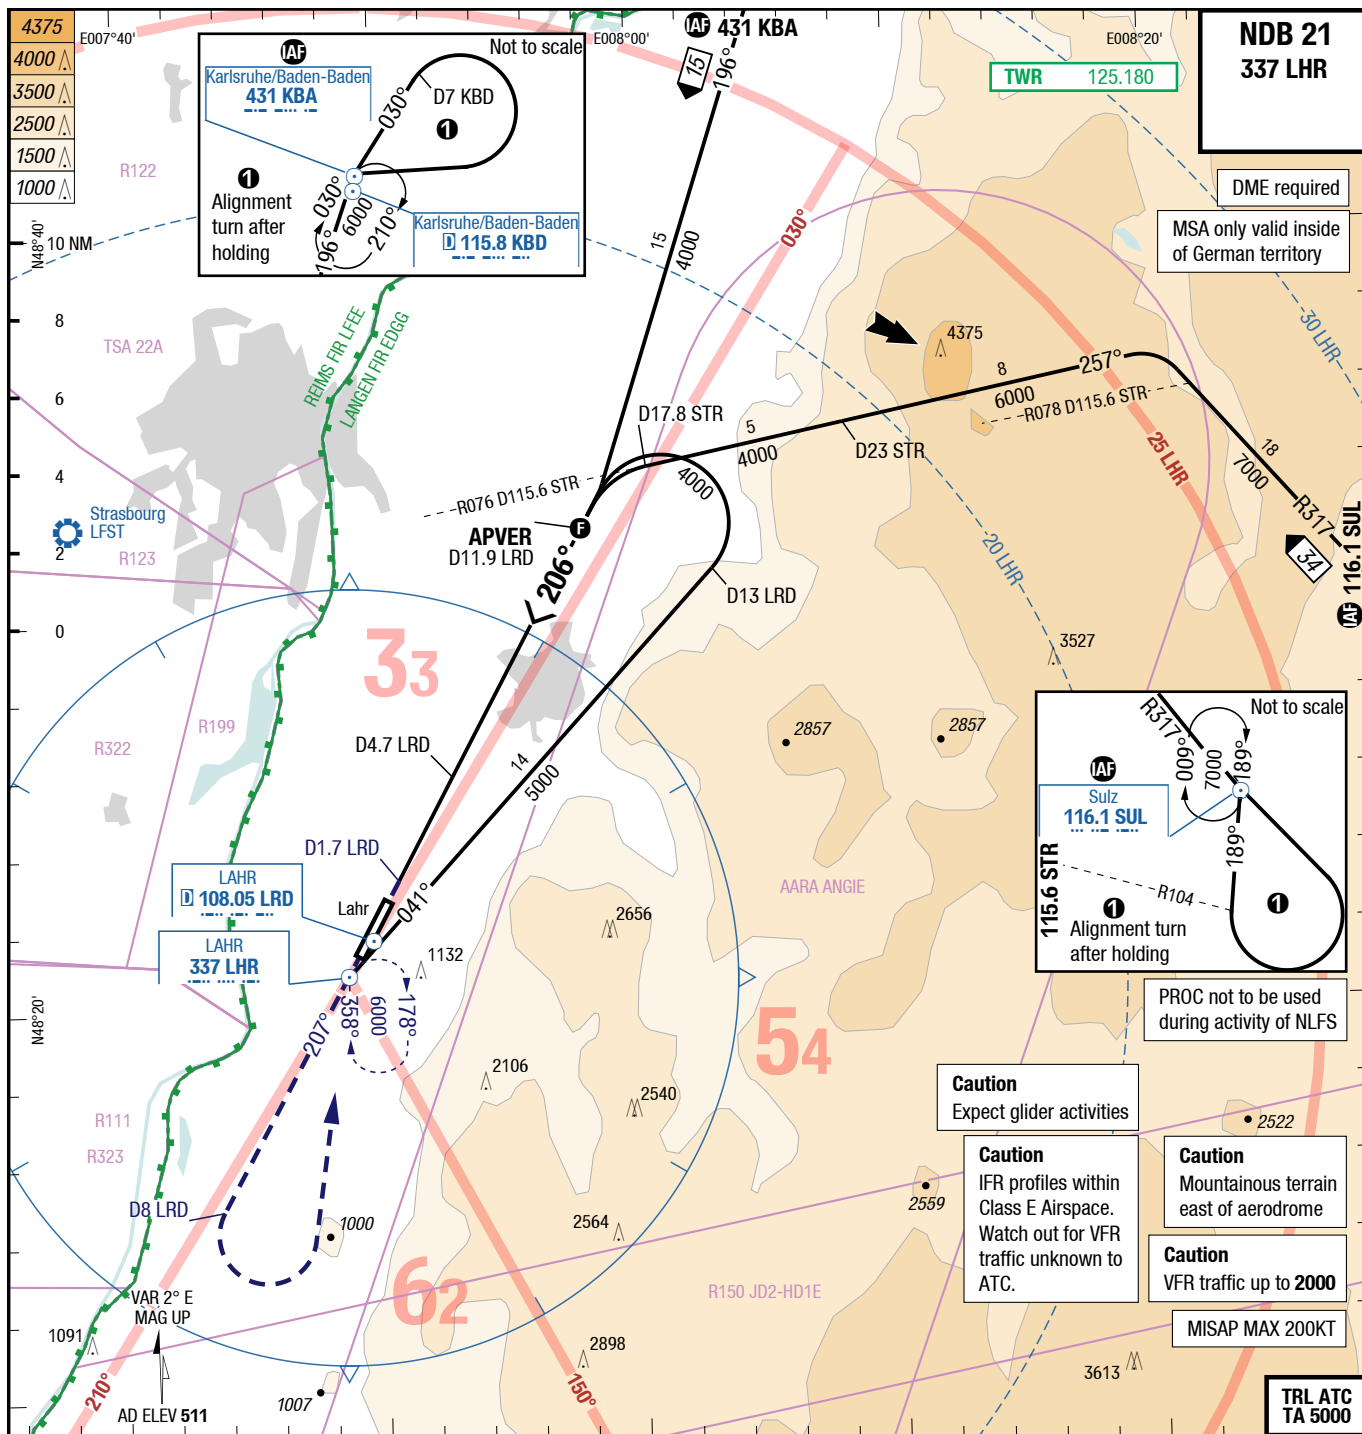 4375
4000
3500
2500
1500
1000
E007°40'
E008°00'
E008°20'
N48°40'
N48°20'
10 NM
8
6
4
2
0
IAF 431 KBA
15
196°
15
4000
NDB 21
337 LHR
TWR 125.180
DME required
MSA only valid inside
of German territory
Not to scale
IAF
Karlsruhe/Baden-Baden
431 KBA
030°
D7 KBD
1
1
Alignment
turn after
holding
030°
6000
210°
196°
Karlsruhe/Baden-Baden
D 115.8 KBD
R122
TSA 22A
REIMS FIR LFEE
LANGEN FIR EDGG
Strasbourg
LFST
R123
R199
R322
R111
R323
030°
25 LHR
30 LHR
20 LHR
4375
8
6000
257°
R078 D115.6 STR
18
7000
R317
34
IAF 116.1 SUL
D17.8 STR
5
4000
D23 STR
4000
R076 D115.6 STR
APVER
D11.9 LRD
F
206°
D13 LRD
33
3527
2857
2857
D4.7 LRD
14
5000
D1.7 LRD
LAHR
D 108.05 LRD
Lahr
041°
LAHR
337 LHR
1132
2656
AARA ANGIE
54
207°
358°
6000
178°
2106
2540
Not to scale
R317
009°
7000
189°
IAF
Sulz
116.1 SUL
189°
115.6 STR
R104
1
1
Alignment turn
after holding
PROC not to be used
during activity of NLFS
Caution
Expect glider activities
Caution
IFR profiles within
Class E Airspace.
Watch out for VFR
traffic unknown to
ATC.
2522
Caution
Mountainous terrain
east of aerodrome
2559
Caution
VFR traffic up to 2000
MISAP MAX 200KT
D8 LRD
1000
2564
62
R150 JD2-HD1E
VAR 2° E
MAG UP
1091
2898
3613
210°
150°
1007
AD ELEV 511
TRL ATC
TA 5000